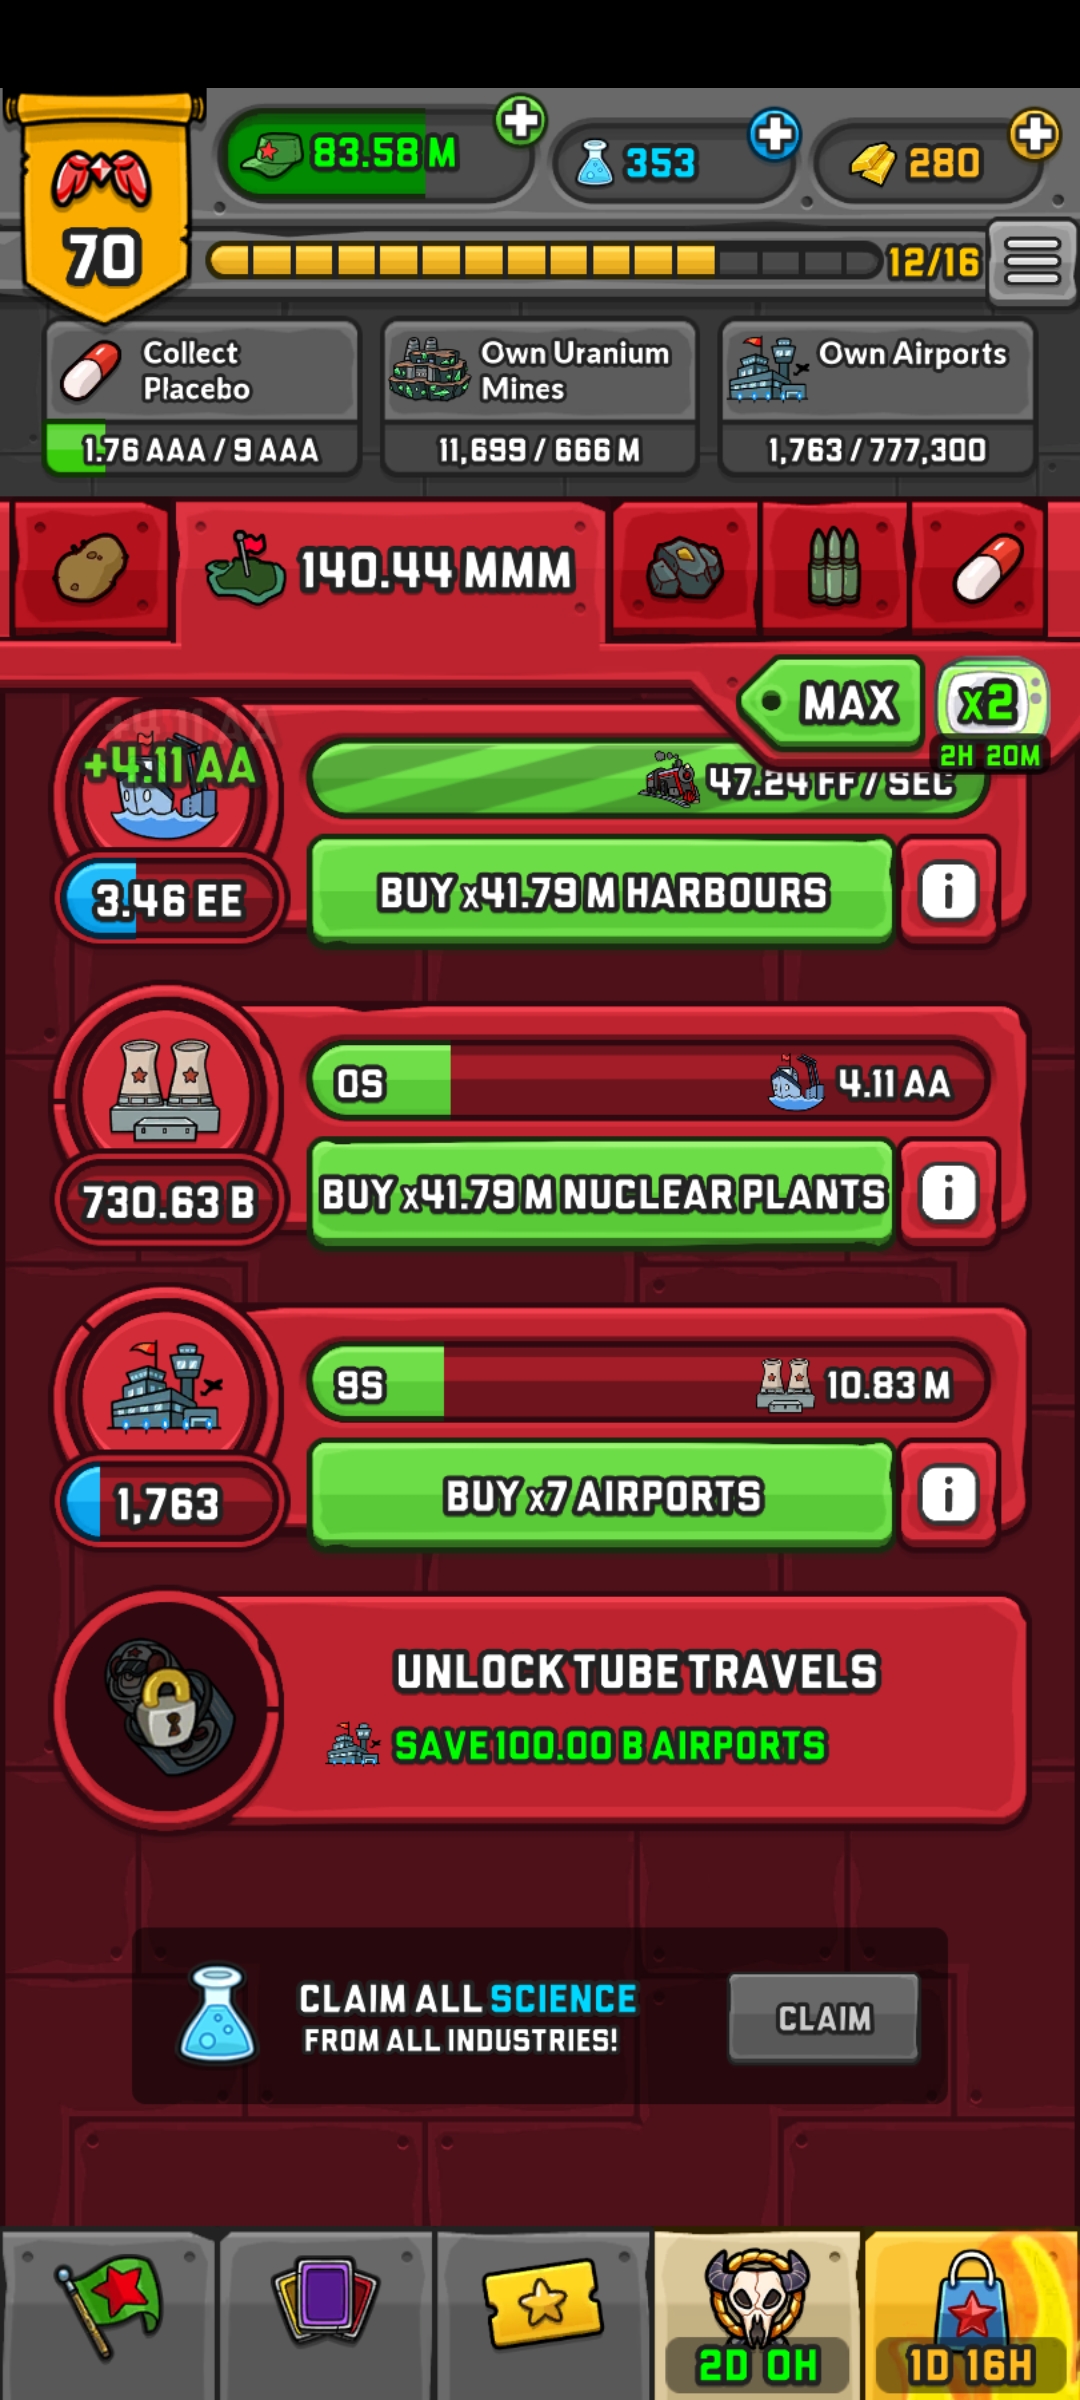 83.58 M
353
280
70
12/16
Collect
Placebo
1.76 AAA / 9 AAA
Own Uranium
Mines
11,699 / 666 M
Own Airports
1,763 / 777,300
140.44 MMM
MAX
x2
2H 20M
+4.11 AA
+4.11 AA
47.24 FF / SEC
3.46 EE
BUY x41.79 M HARBOURS
i
0S
4.11 AA
730.63 B
BUY x41.79 M NUCLEAR PLANTS
i
9S
10.83 M
1,763
BUY x7 AIRPORTS
i
UNLOCK TUBE TRAVELS
SAVE 100.00 B AIRPORTS
CLAIM ALL SCIENCE
FROM ALL INDUSTRIES!
CLAIM
2D 0H
1D 16H